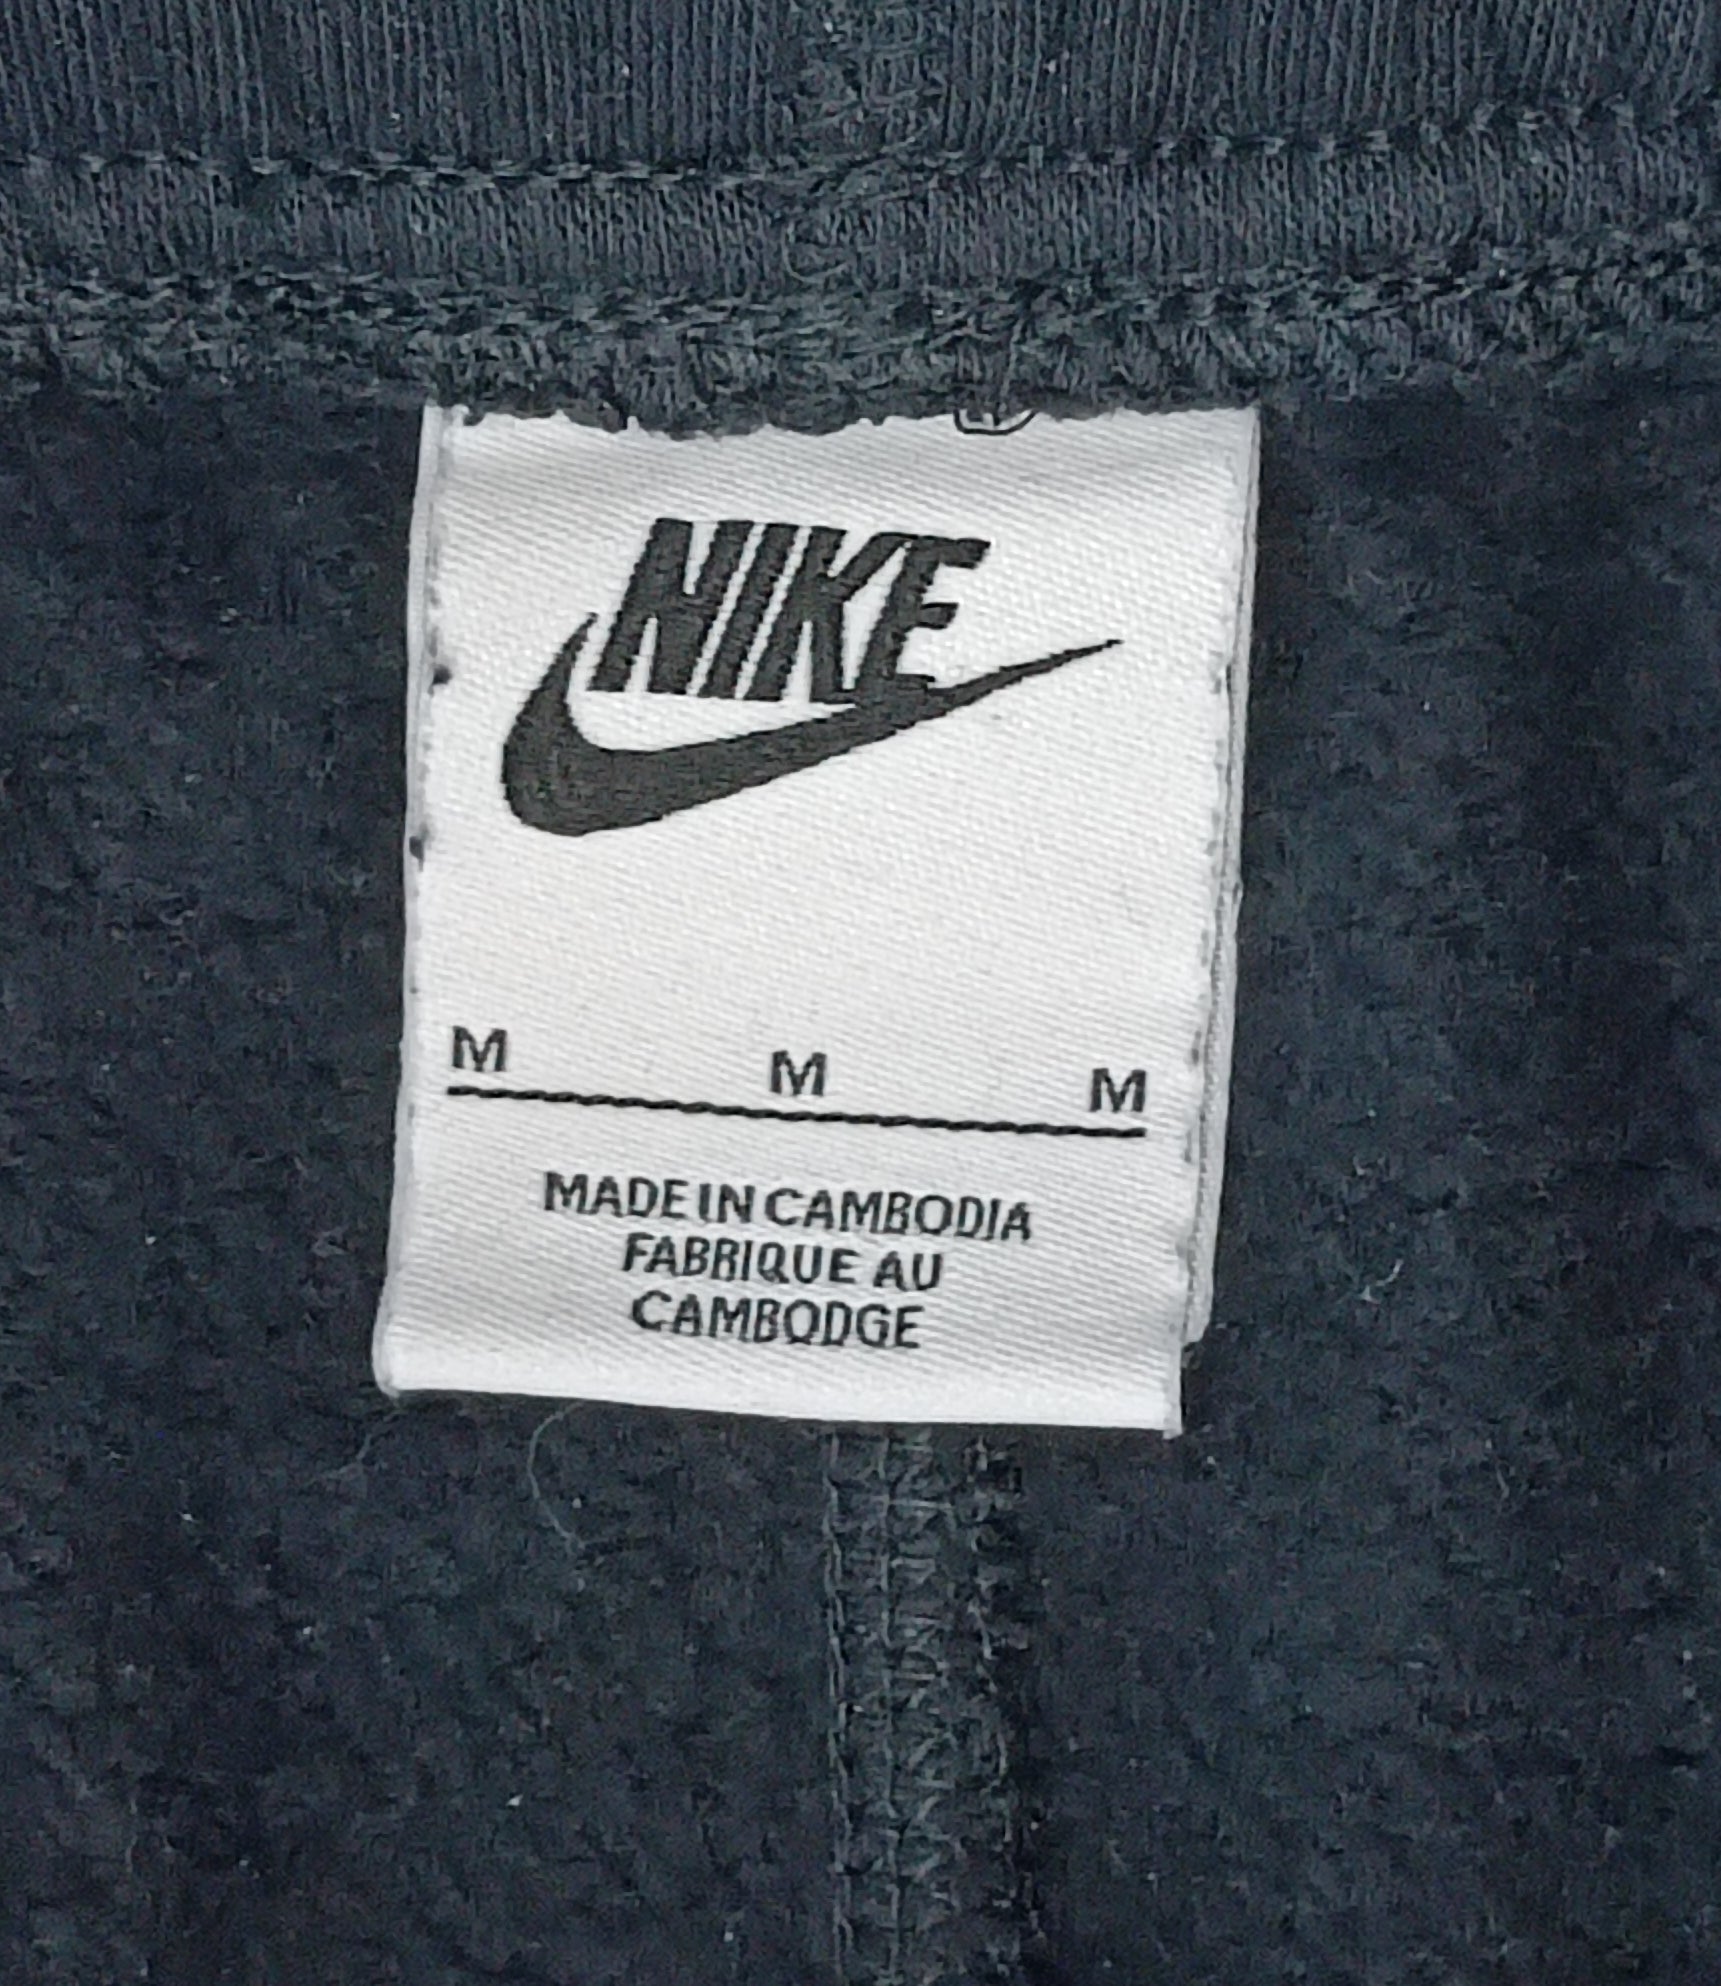 NIKE
M M M
MADE IN CAMBODIA
FABRIQUE AU
CAMBODGE